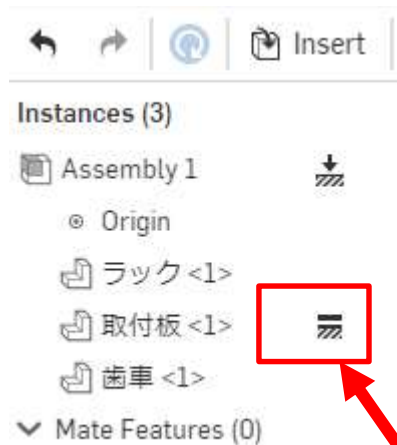 Insert
Instances (3)
Assembly 1
Origin
ラック <1>
取付板 <1>
歯車 <1>
Mate Features (0)